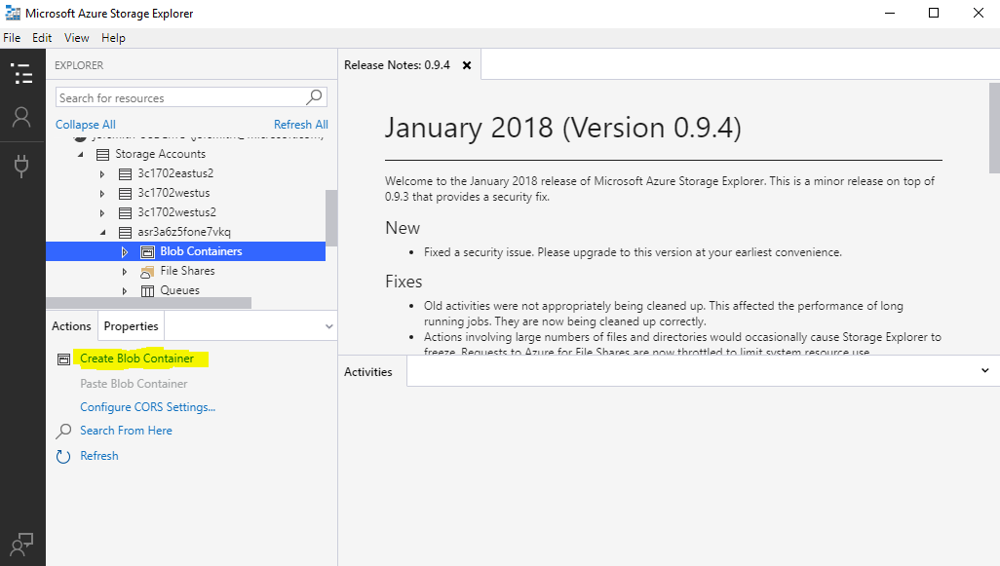 Microsoft Azure Storage Explorer
File Edit View Help
EXPLORER
Search for resources
Collapse All Refresh All
Storage Accounts
3c1702eastus2
3c1702westus
3c1702westus2
asr3a6z5fone7vkq
Blob Containers
File Shares
Queues
Actions Properties
Create Blob Container
Paste Blob Container
Configure CORS Settings...
Search From Here
Refresh
Release Notes: 0.9.4
January 2018 (Version 0.9.4)
Welcome to the January 2018 release of Microsoft Azure Storage Explorer. This is a minor release on top of
0.9.3 that provides a security fix.
New
Fixed a security issue. Please upgrade to this version at your earliest convenience.
Fixes
Old activities were not appropriately being cleaned up. This affected the performance of long
running jobs. They are now being cleaned up correctly.
Actions involving large numbers of files and directories would occasionally cause Storage Explorer to
freeze. Requests to Azure for File Shares are now throttled to limit system resource use.
Activities